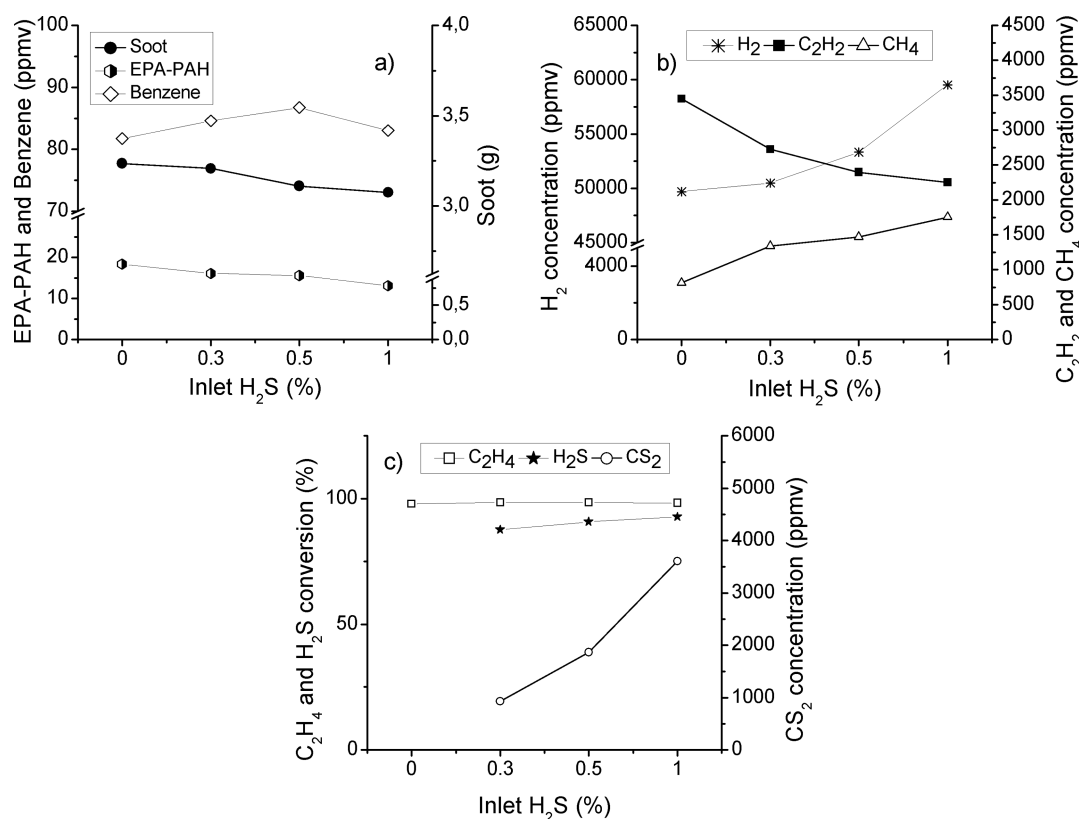 a)
Soot
EPA-PAH
Benzene
EPA-PAH and Benzene (ppmv)
100
90
80
70
20
10
0
4,0
3,0
0,5
0,0
Soot (g)
0 0.3 0.5 1
Inlet H₂S (%)
b)
H₂ C₂H₂ CH₄
H₂ concentration (ppmv)
65000
60000
55000
50000
45000
4000
0
4500
4000
3500
3000
2500
2000
1500
1000
500
0
C₂H₂ and CH₄ concentration (ppmv)
0 0.3 0.5 1
Inlet H₂S (%)
c)
C₂H₄ H₂S CS₂
C₂H₄ and H₂S conversion (%)
100
50
0
6000
5000
4000
3000
2000
1000
0
CS₂ concentration (ppmv)
0 0.3 0.5 1
Inlet H₂S (%)